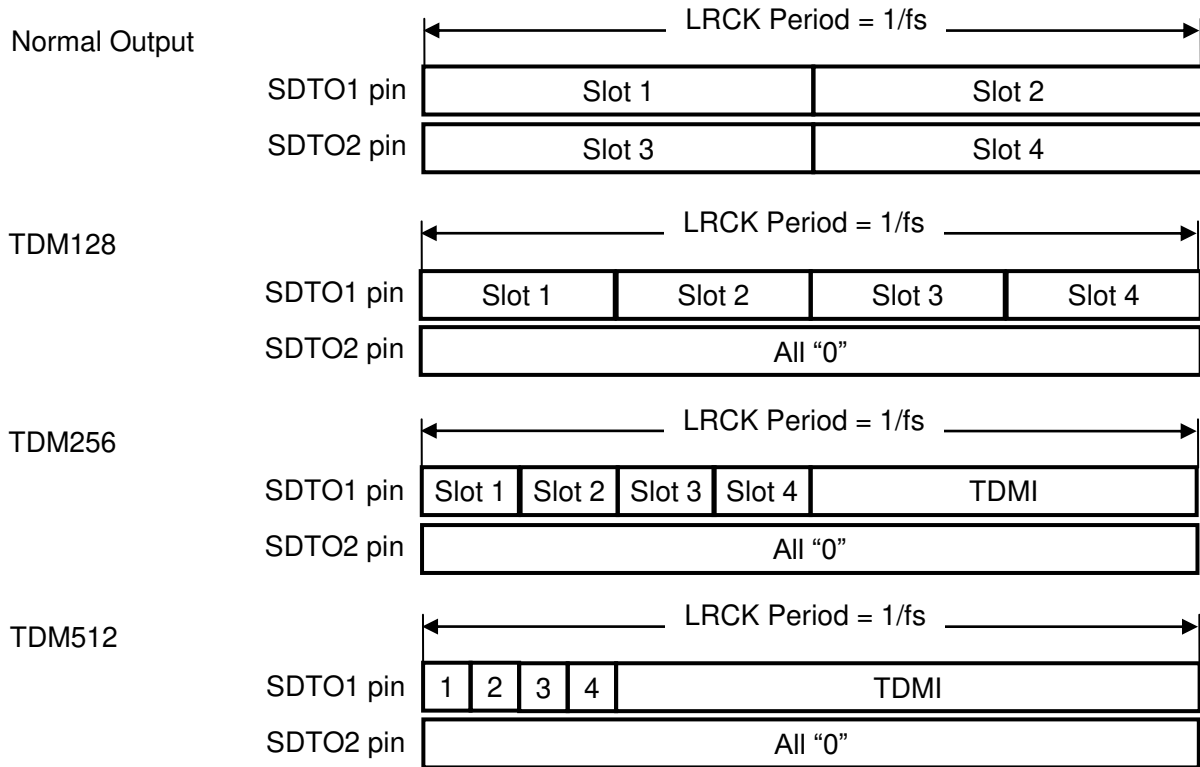 LRCK Period = 1/fs
Normal Output
SDTO1 pin Slot 1 Slot 2
SDTO2 pin Slot 3 Slot 4
LRCK Period = 1/fs
TDM128
SDTO1 pin Slot 1 Slot 2 Slot 3 Slot 4
SDTO2 pin All “0”
LRCK Period = 1/fs
TDM256
SDTO1 pin Slot 1 Slot 2 Slot 3 Slot 4 TDMI
SDTO2 pin All “0”
LRCK Period = 1/fs
TDM512
SDTO1 pin 1 2 3 4 TDMI
SDTO2 pin All “0”